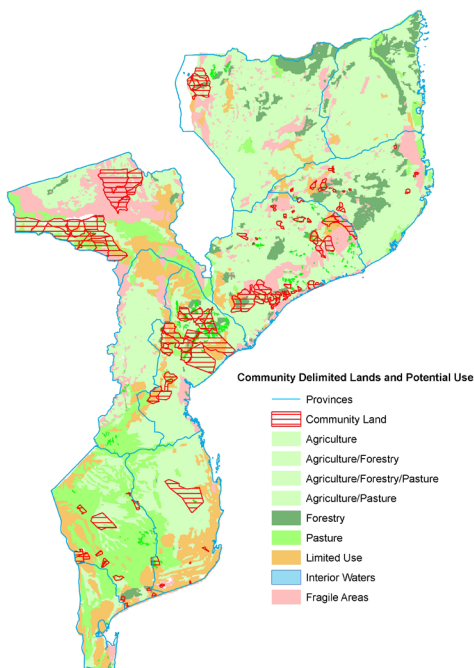 Community Delimited Lands and Potential Use
Provinces
Community Land
Agriculture
Agriculture/Forestry
Agriculture/Forestry/Pasture
Agriculture/Pasture
Forestry
Pasture
Limited Use
Interior Waters
Fragile Areas